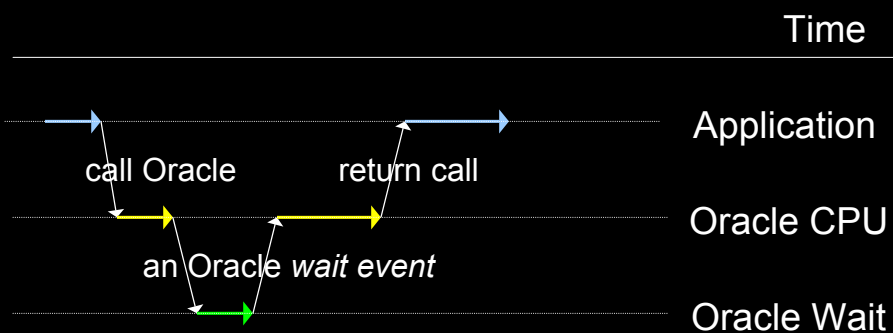 Time
Application
call Oracle
return call
Oracle CPU
an Oracle wait event
Oracle Wait